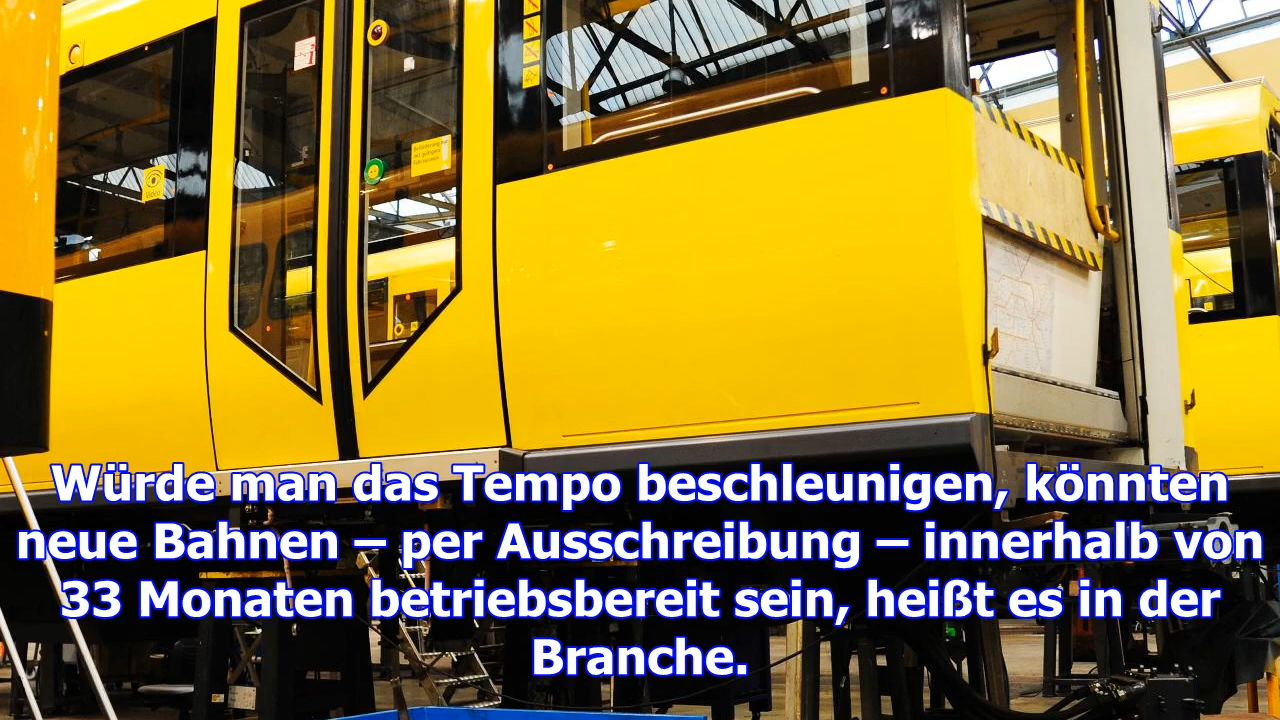 Video
Würde man das Tempo beschleunigen, könnten
neue Bahnen – per Ausschreibung – innerhalb von
33 Monaten betriebsbereit sein, heißt es in der
Branche.